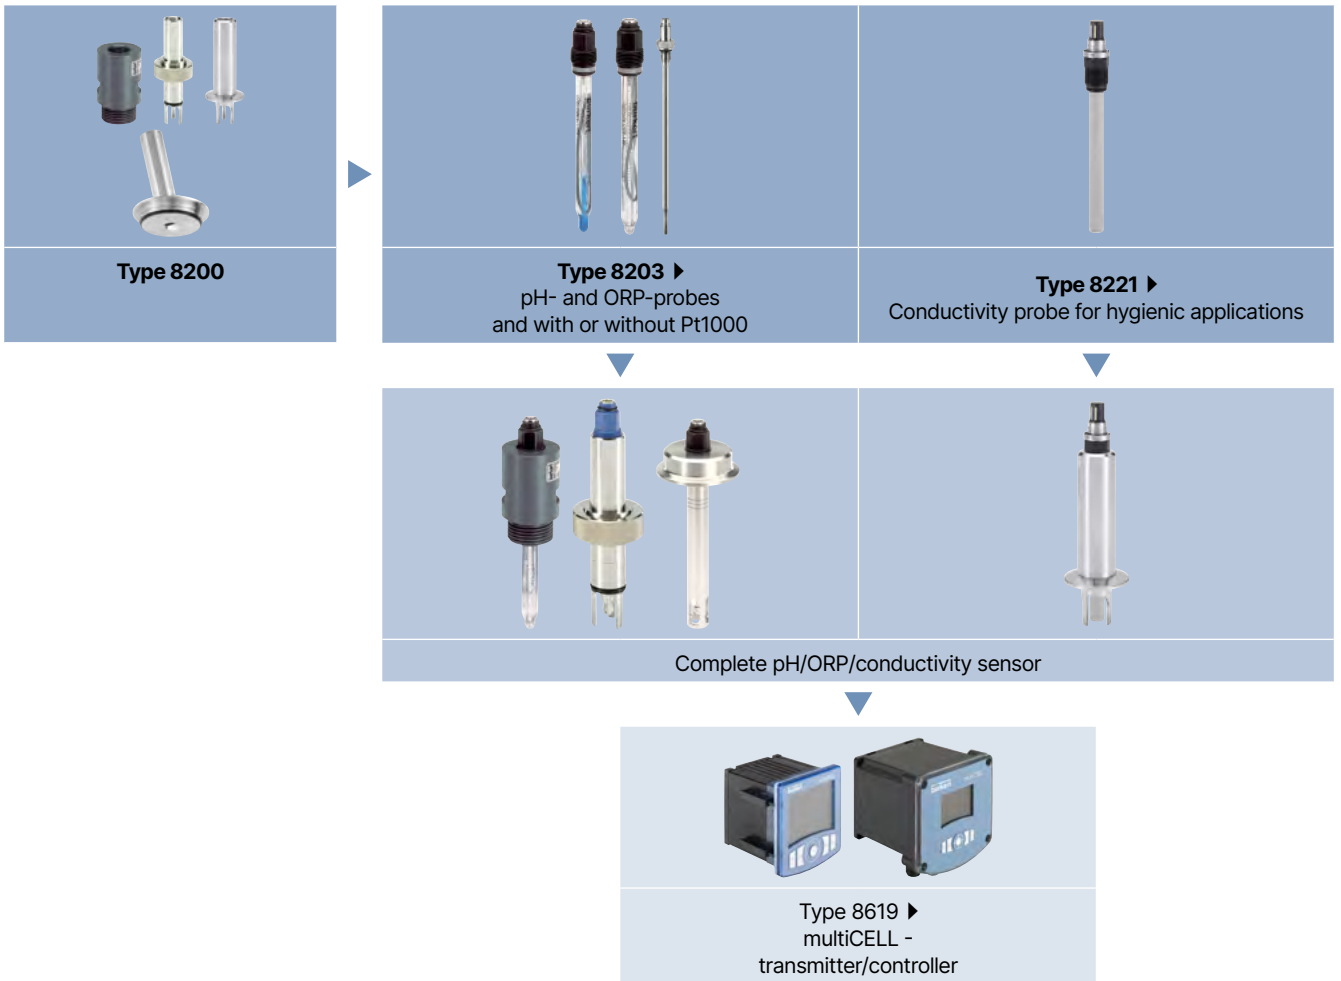 Type 8200
Type 8203
pH- and ORP-probes
and with or without Pt1000
Type 8221
Conductivity probe for hygienic applications
Complete pH/ORP/conductivity sensor
Type 8619
multiCELL -
transmitter/controller